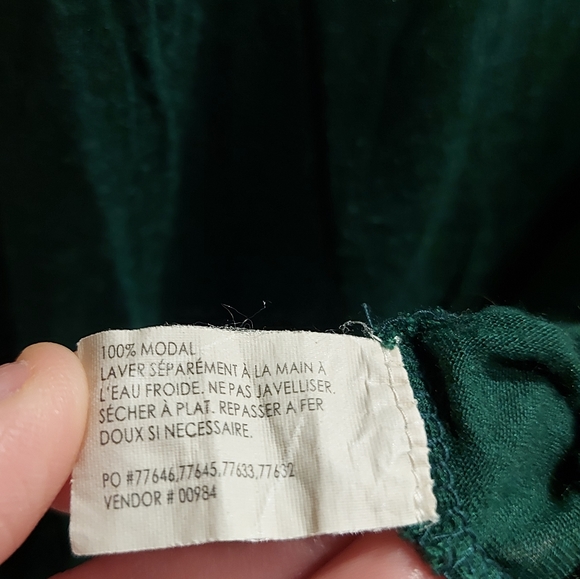 100% MODAL
LAVER SÉPARÉMENT À LA MAIN À
L'EAU FROIDE. NE PAS JAVELLISER.
SÉCHER À PLAT. REPASSER A FER
DOUX SI NECESSAIRE.
PO #77646,77645,77633,77632
VENDOR # 00984